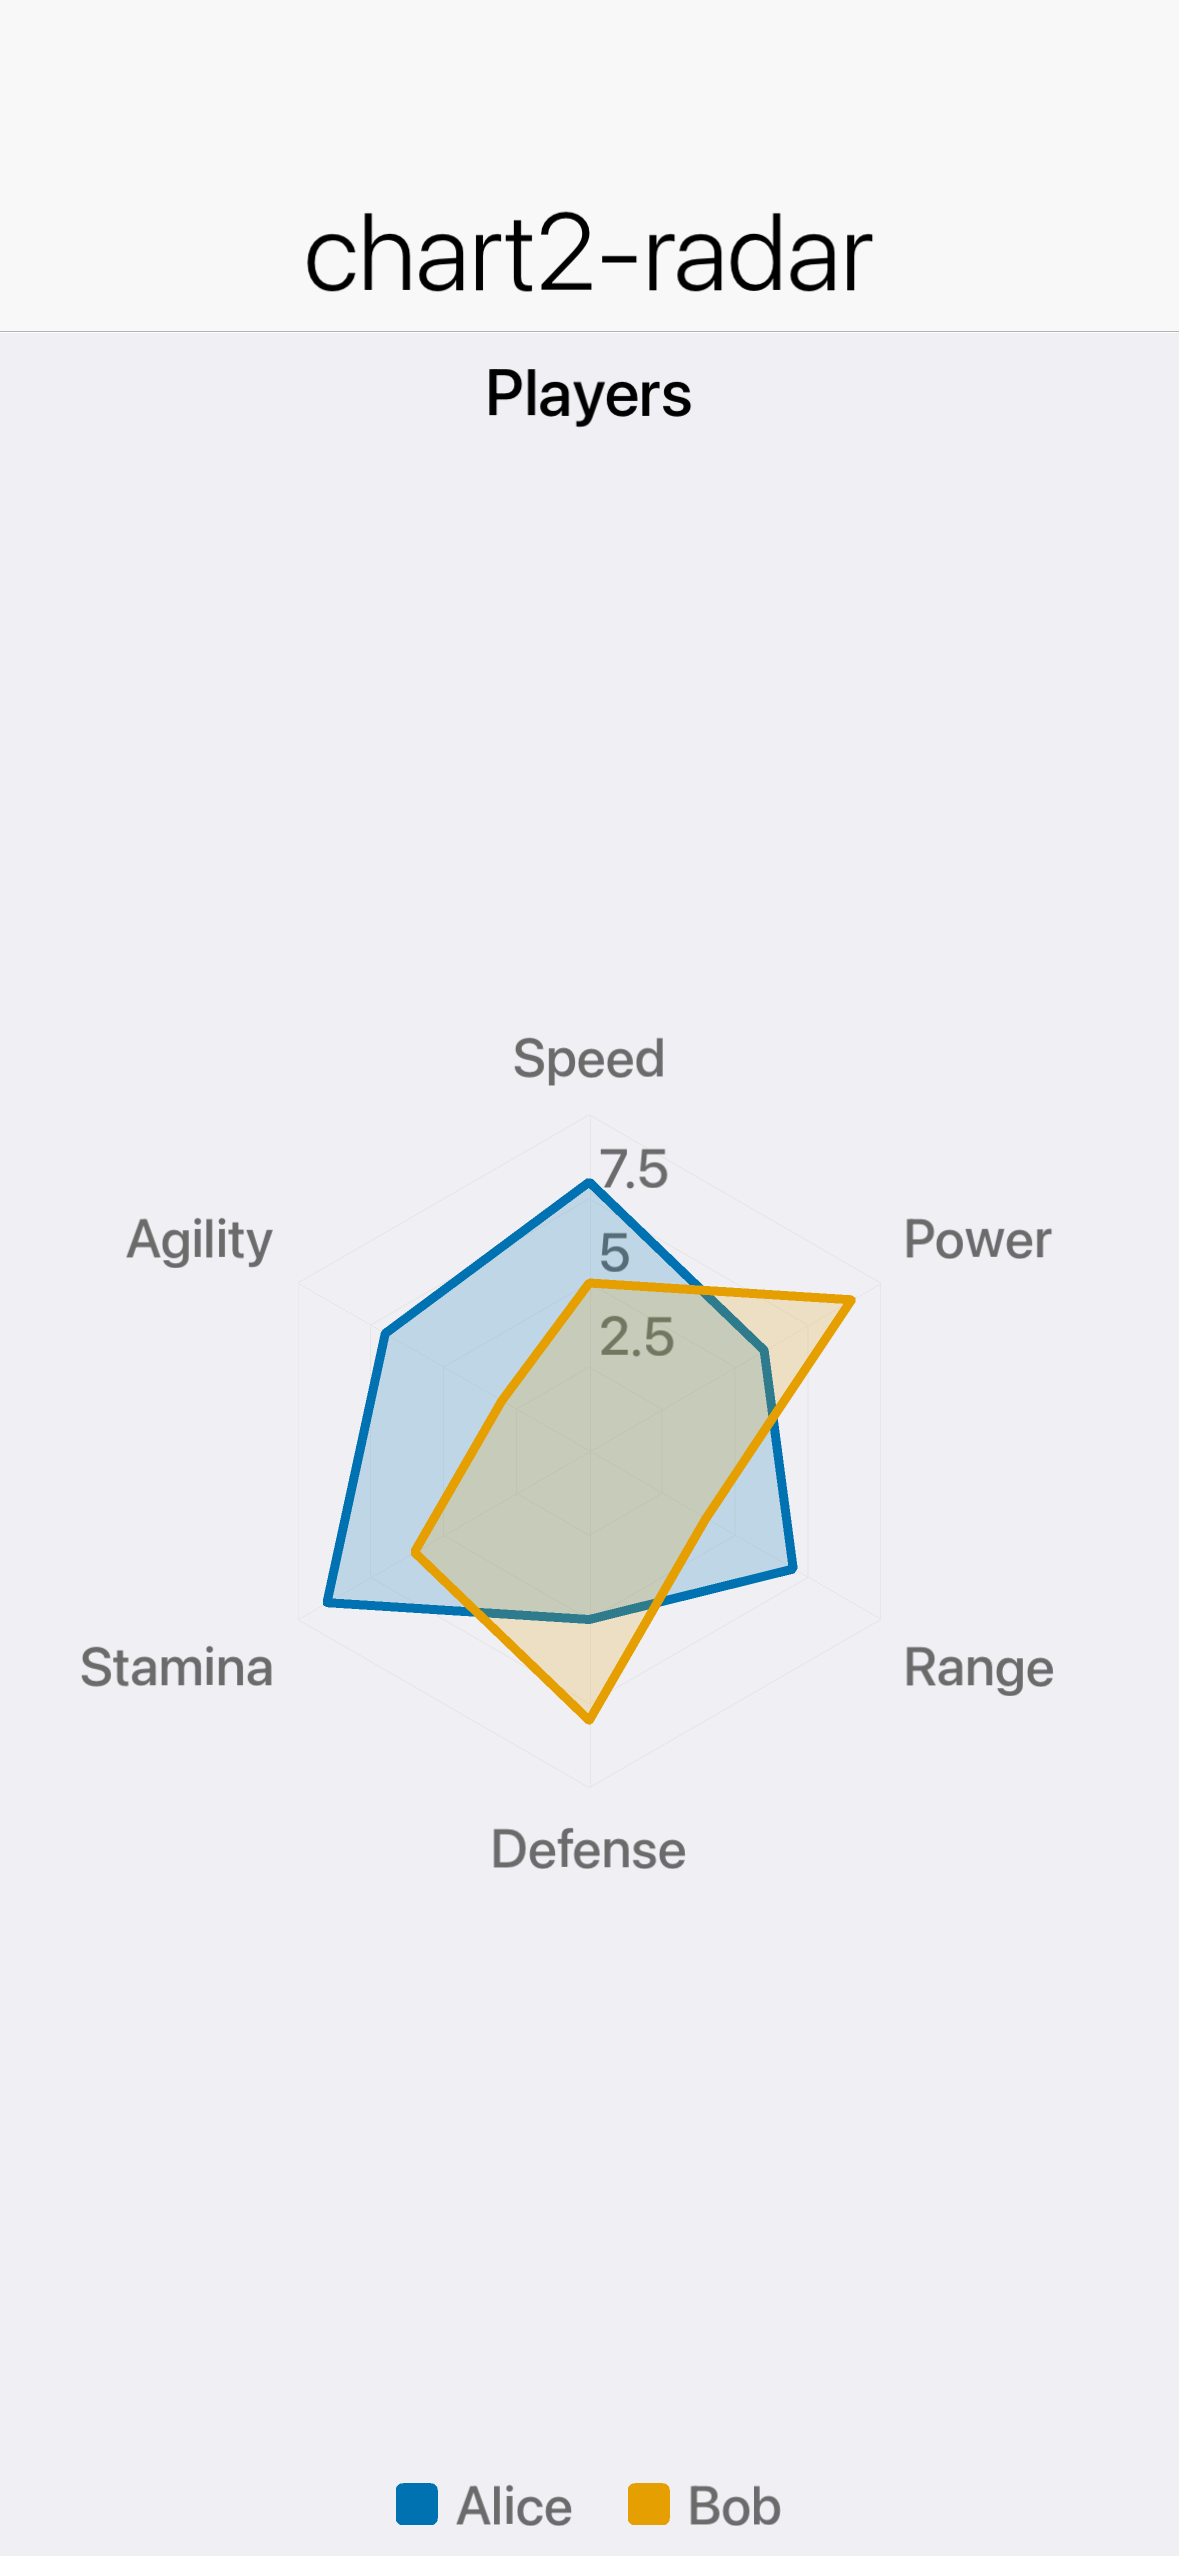 chart2-radar
Players
Speed
7.5
Agility
Power
5
2.5
Stamina
Range
Defense
Alice
Bob